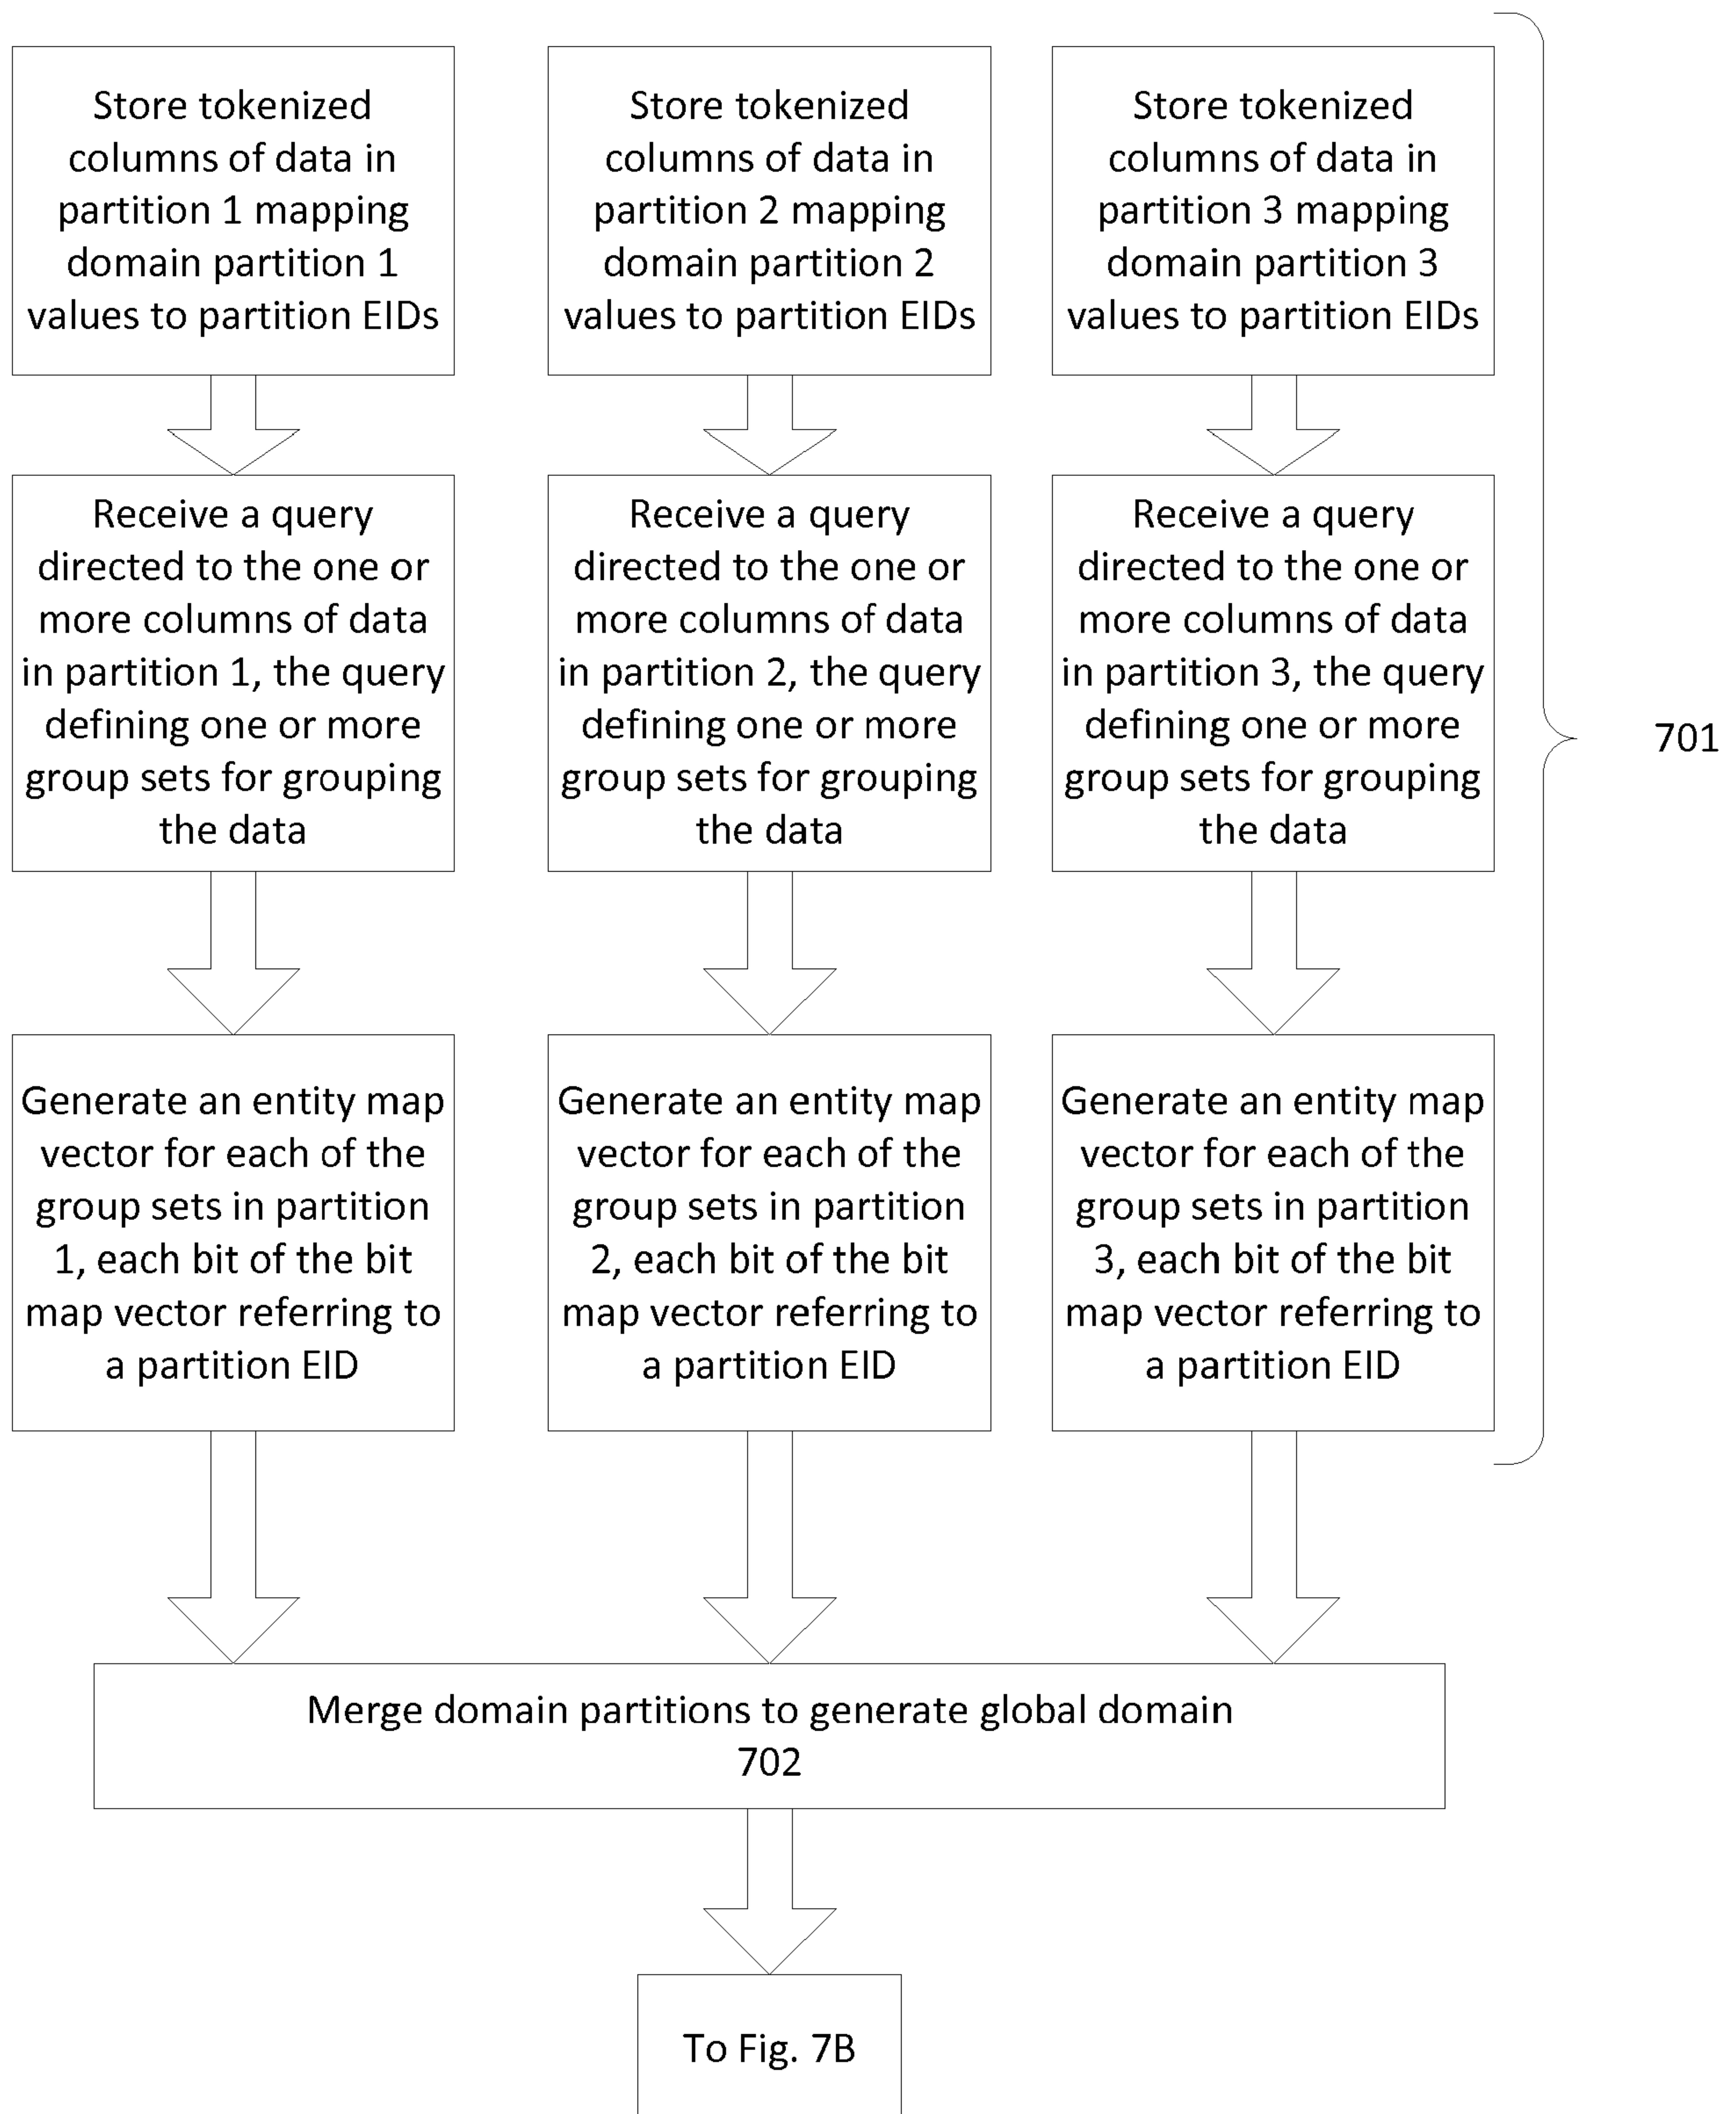 Store tokenized
columns of data in
partition 1 mapping
domain partition 1
values to partition EIDs
Store tokenized
columns of data in
partition 2 mapping
domain partition 2
values to partition EIDs
Store tokenized
columns of data in
partition 3 mapping
domain partition 3
values to partition EIDs
Receive a query
directed to the one or
more columns of data
in partition 1, the query
defining one or more
group sets for grouping
the data
Receive a query
directed to the one or
more columns of data
in partition 2, the query
defining one or more
group sets for grouping
the data
Receive a query
directed to the one or
more columns of data
in partition 3, the query
defining one or more
group sets for grouping
the data
701
Generate an entity map
vector for each of the
group sets in partition
1, each bit of the bit
map vector referring to
a partition EID
Generate an entity map
vector for each of the
group sets in partition
2, each bit of the bit
map vector referring to
a partition EID
Generate an entity map
vector for each of the
group sets in partition
3, each bit of the bit
map vector referring to
a partition EID
Merge domain partitions to generate global domain
702
To Fig. 7B